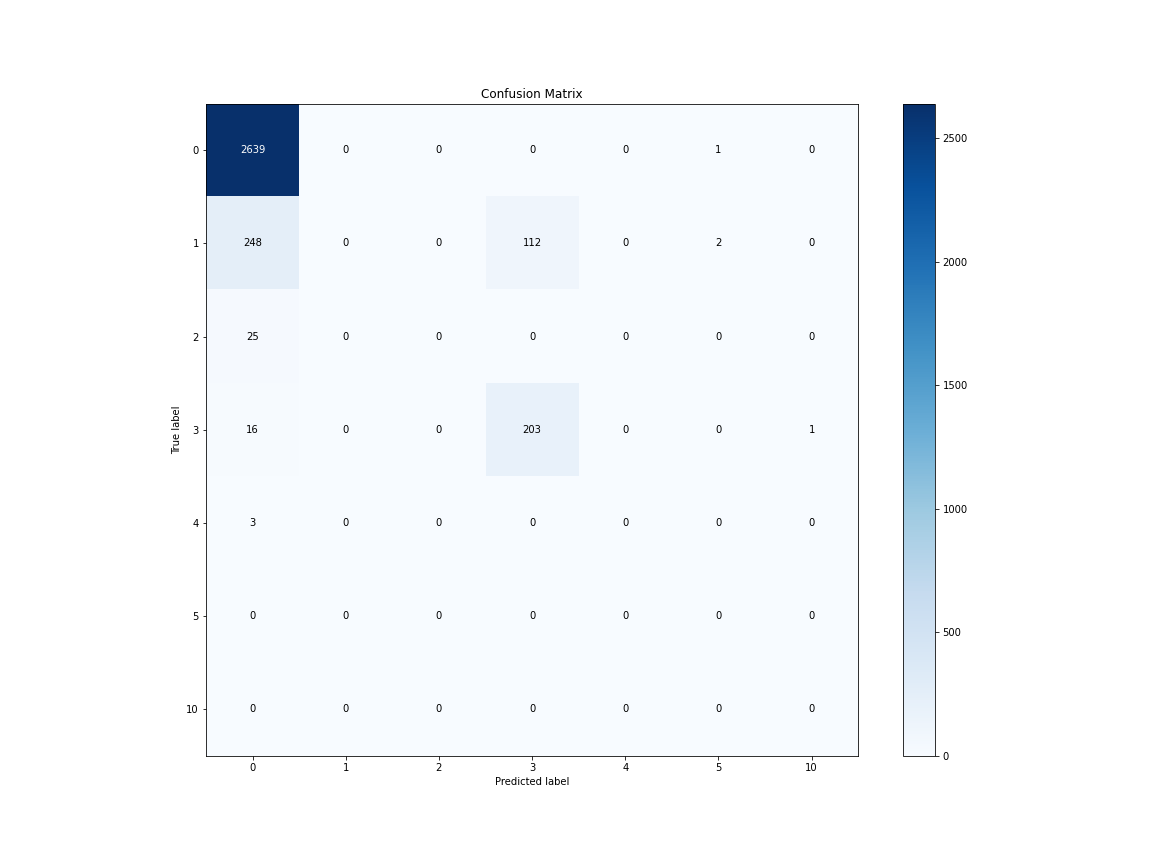 Confusion Matrix
0 2639 0 0 0 0 1 0
1 248 0 0 112 0 2 0
2 25 0 0 0 0 0 0
3 16 0 0 203 0 0 1
4 3 0 0 0 0 0 0
5 0 0 0 0 0 0 0
10 0 0 0 0 0 0 0
0 1 2 3 4 5 10
True label
Predicted label
2500
2000
1500
1000
500
0